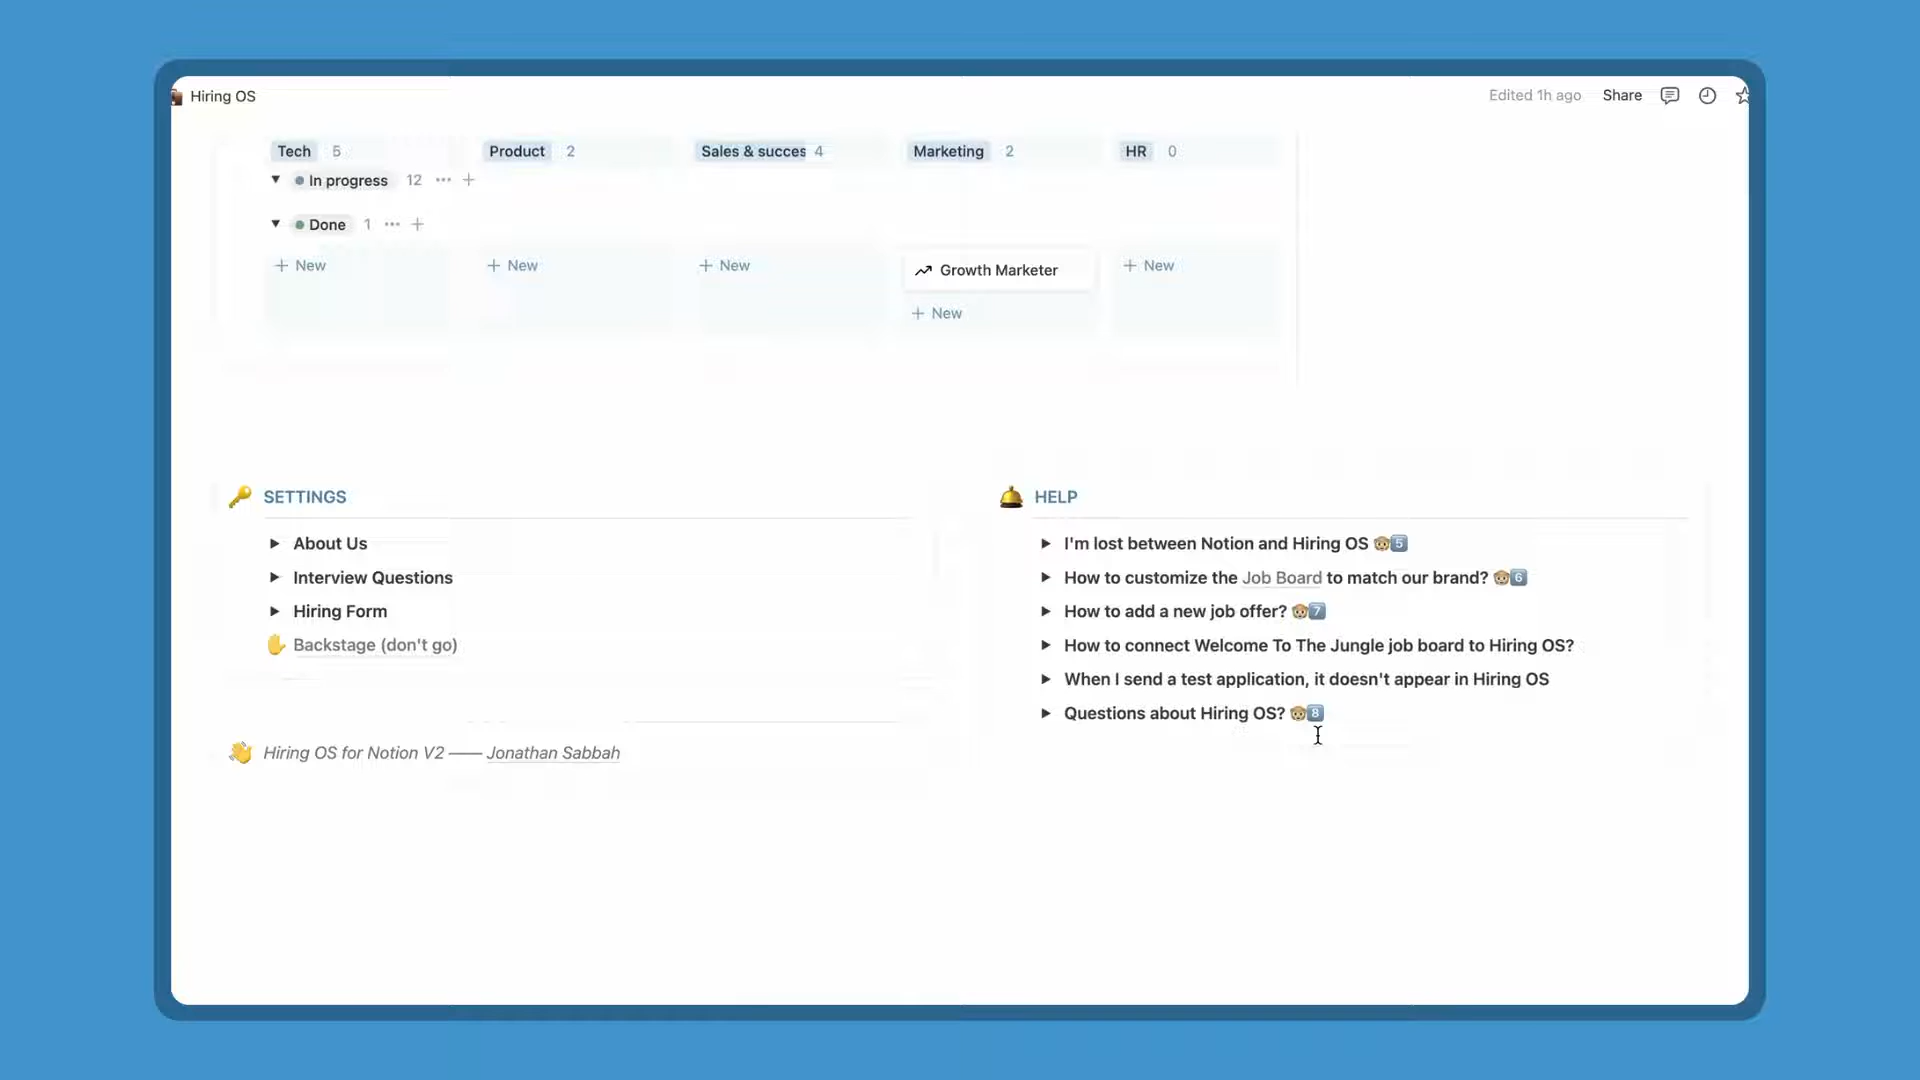 Hiring OS
Edited 1h ago Share
Tech 5 Product 2 Sales & succes 4 Marketing 2 HR 0
In progress 12
Done 1
New New New Growth Marketer New
New
SETTINGS
About Us
Interview Questions
Hiring Form
Backstage (don't go)
Hiring OS for Notion V2 —— Jonathan Sabbah
HELP
I'm lost between Notion and Hiring OS 🐵5️⃣
How to customize the Job Board to match our brand? 🐵6️⃣
How to add a new job offer? 🐵7️⃣
How to connect Welcome To The Jungle job board to Hiring OS?
When I send a test application, it doesn't appear in Hiring OS
Questions about Hiring OS? 🐵8️⃣